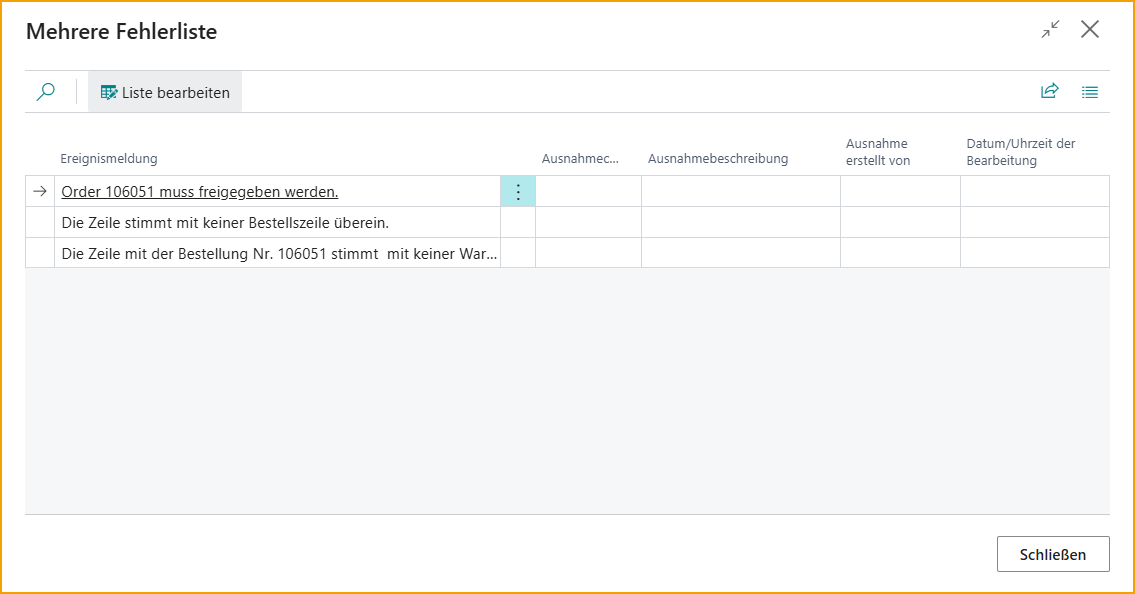 Mehrere Fehlerliste
Liste bearbeiten
Ereignismeldung
Ausnahmec...
Ausnahmebeschreibung
Ausnahme
erstellt von
Datum/Uhrzeit der
Bearbeitung
Order 106051 muss freigegeben werden.
Die Zeile stimmt mit keiner Bestellszeile überein.
Die Zeile mit der Bestellung Nr. 106051 stimmt  mit keiner War...
Schließen